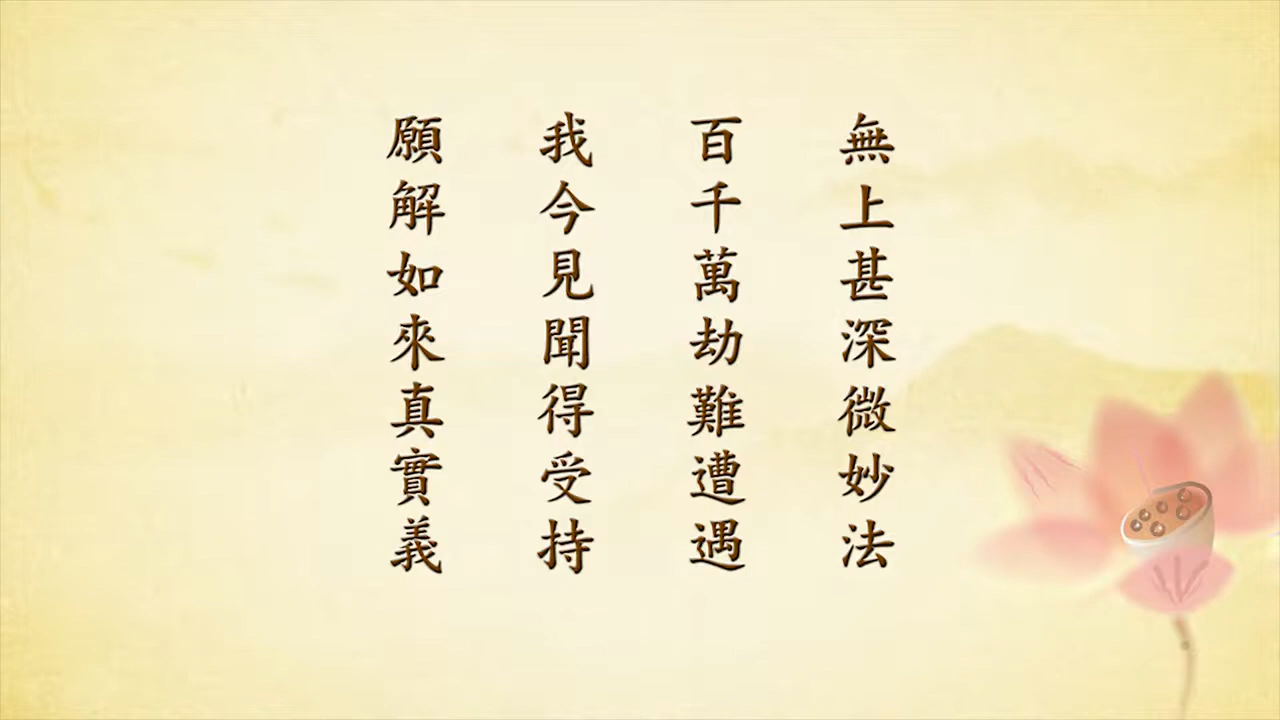 無上甚深微妙法
百千萬劫難遭遇
我今見聞得受持
願解如來真實義